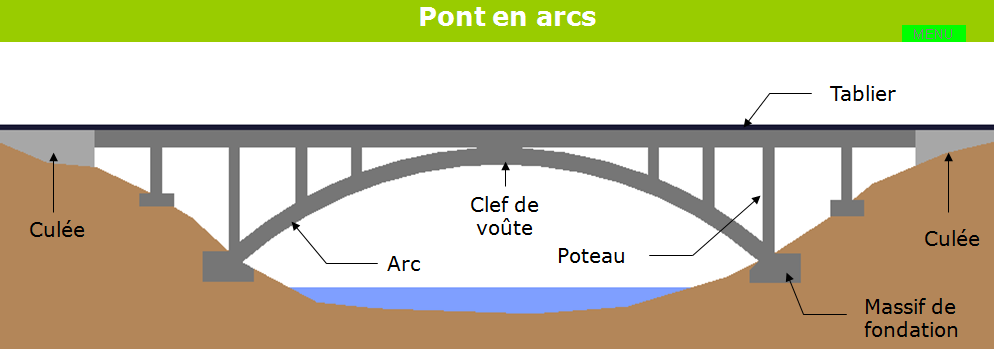 Pont en arcs
MENU
Tablier
Culée
Clef de
voûte
Arc
Poteau
Culée
Massif de
fondation